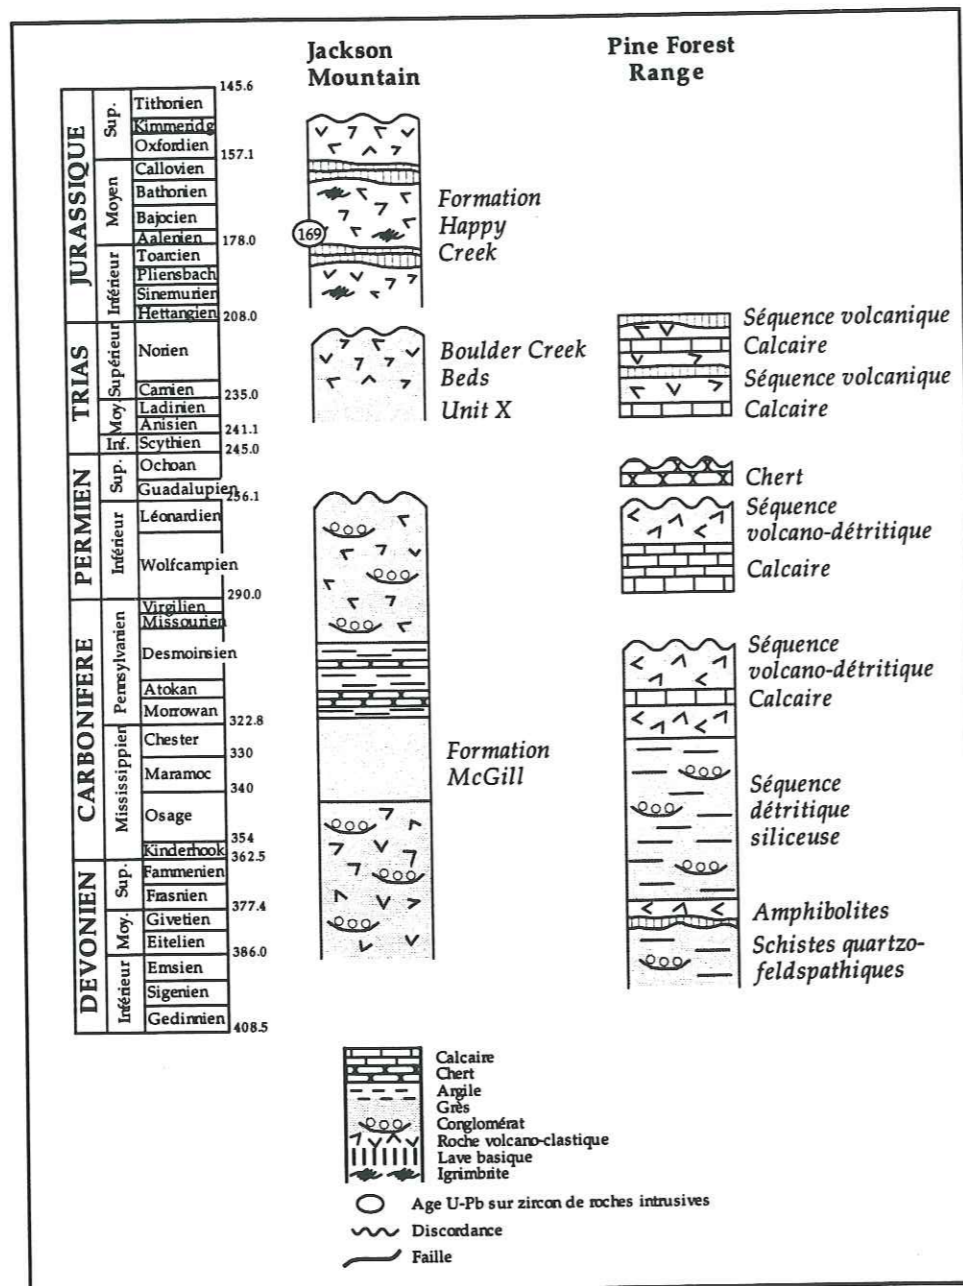 Jackson
Mountain
Pine Forest
Range
JURASSIQUE
Sup.
Moyen
Inférieur
Tithonien
Kimmeridg
Oxfordien
Callovien
Bathonien
Bajocien
Aalenien
Toarcien
Pliensbach
Sinemurien
Hettangien
145.6
157.1
178.0
208.0
TRIAS
Supérieur
Moy.
Inf.
Norien
Carnien
Ladinien
Anisien
Scythien
235.0
241.1
245.0
PERMIEN
Sup.
Inférieur
Ochoan
Guadalupien
Léonardien
Wolfcampien
256.1
290.0
CARBONIFERE
Pennsylvanien
Mississippien
Virgilien
Missourien
Desmoinsien
Atokan
Morrowan
Chester
Maramoc
Osage
Kinderhook
322.8
330
340
354
362.5
DEVONIEN
Sup.
Moy.
Inférieur
Fammenien
Frasnien
Givetien
Eitelien
Emsien
Sigenien
Gedinnien
377.4
386.0
408.5
169
Formation
Happy
Creek
Boulder Creek
Beds
Unit X
Formation
McGill
Séquence volcanique
Calcaire
Séquence volcanique
Calcaire
Chert
Séquence
volcano-détritique
Calcaire
Séquence
volcano-détritique
Calcaire
Séquence
détritique
siliceuse
Amphibolites
Schistes quartzo-
feldspathiques
Calcaire
Chert
Argile
Grès
Conglomérat
Roche volcano-clastique
Lave basique
Ignimbrite
Age U-Pb sur zircon de roches intrusives
Discordance
Faille